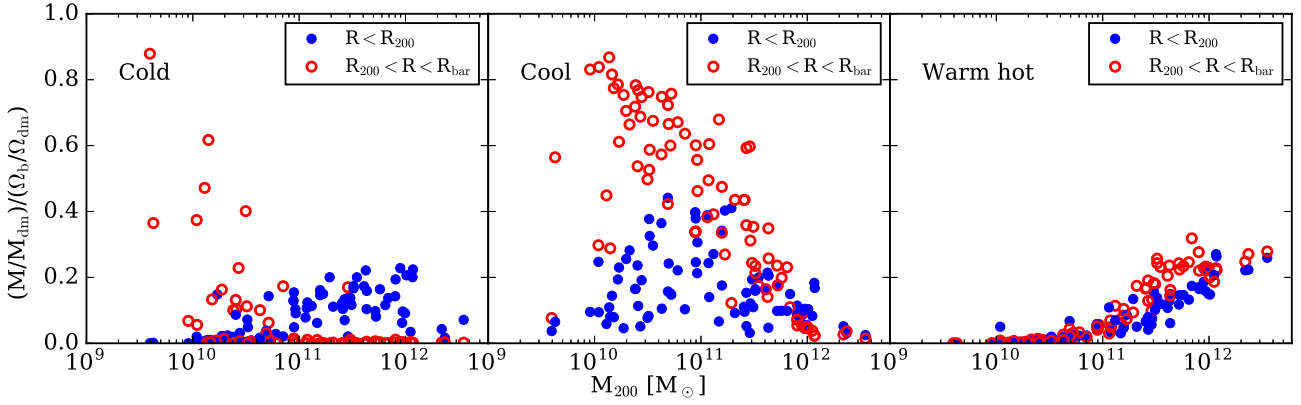 1.0
0.8
0.6
0.4
0.2
0.0
(M/M_dm)/(Ω_b/Ω_dm)
Cold
R < R_200
R_200 < R < R_bar
10^9 10^10 10^11 10^12
Cool
R < R_200
R_200 < R < R_bar
10^9 10^10 10^11 10^12
Warm hot
R < R_200
R_200 < R < R_bar
10^9 10^10 10^11 10^12
M_200 [M_⊙]